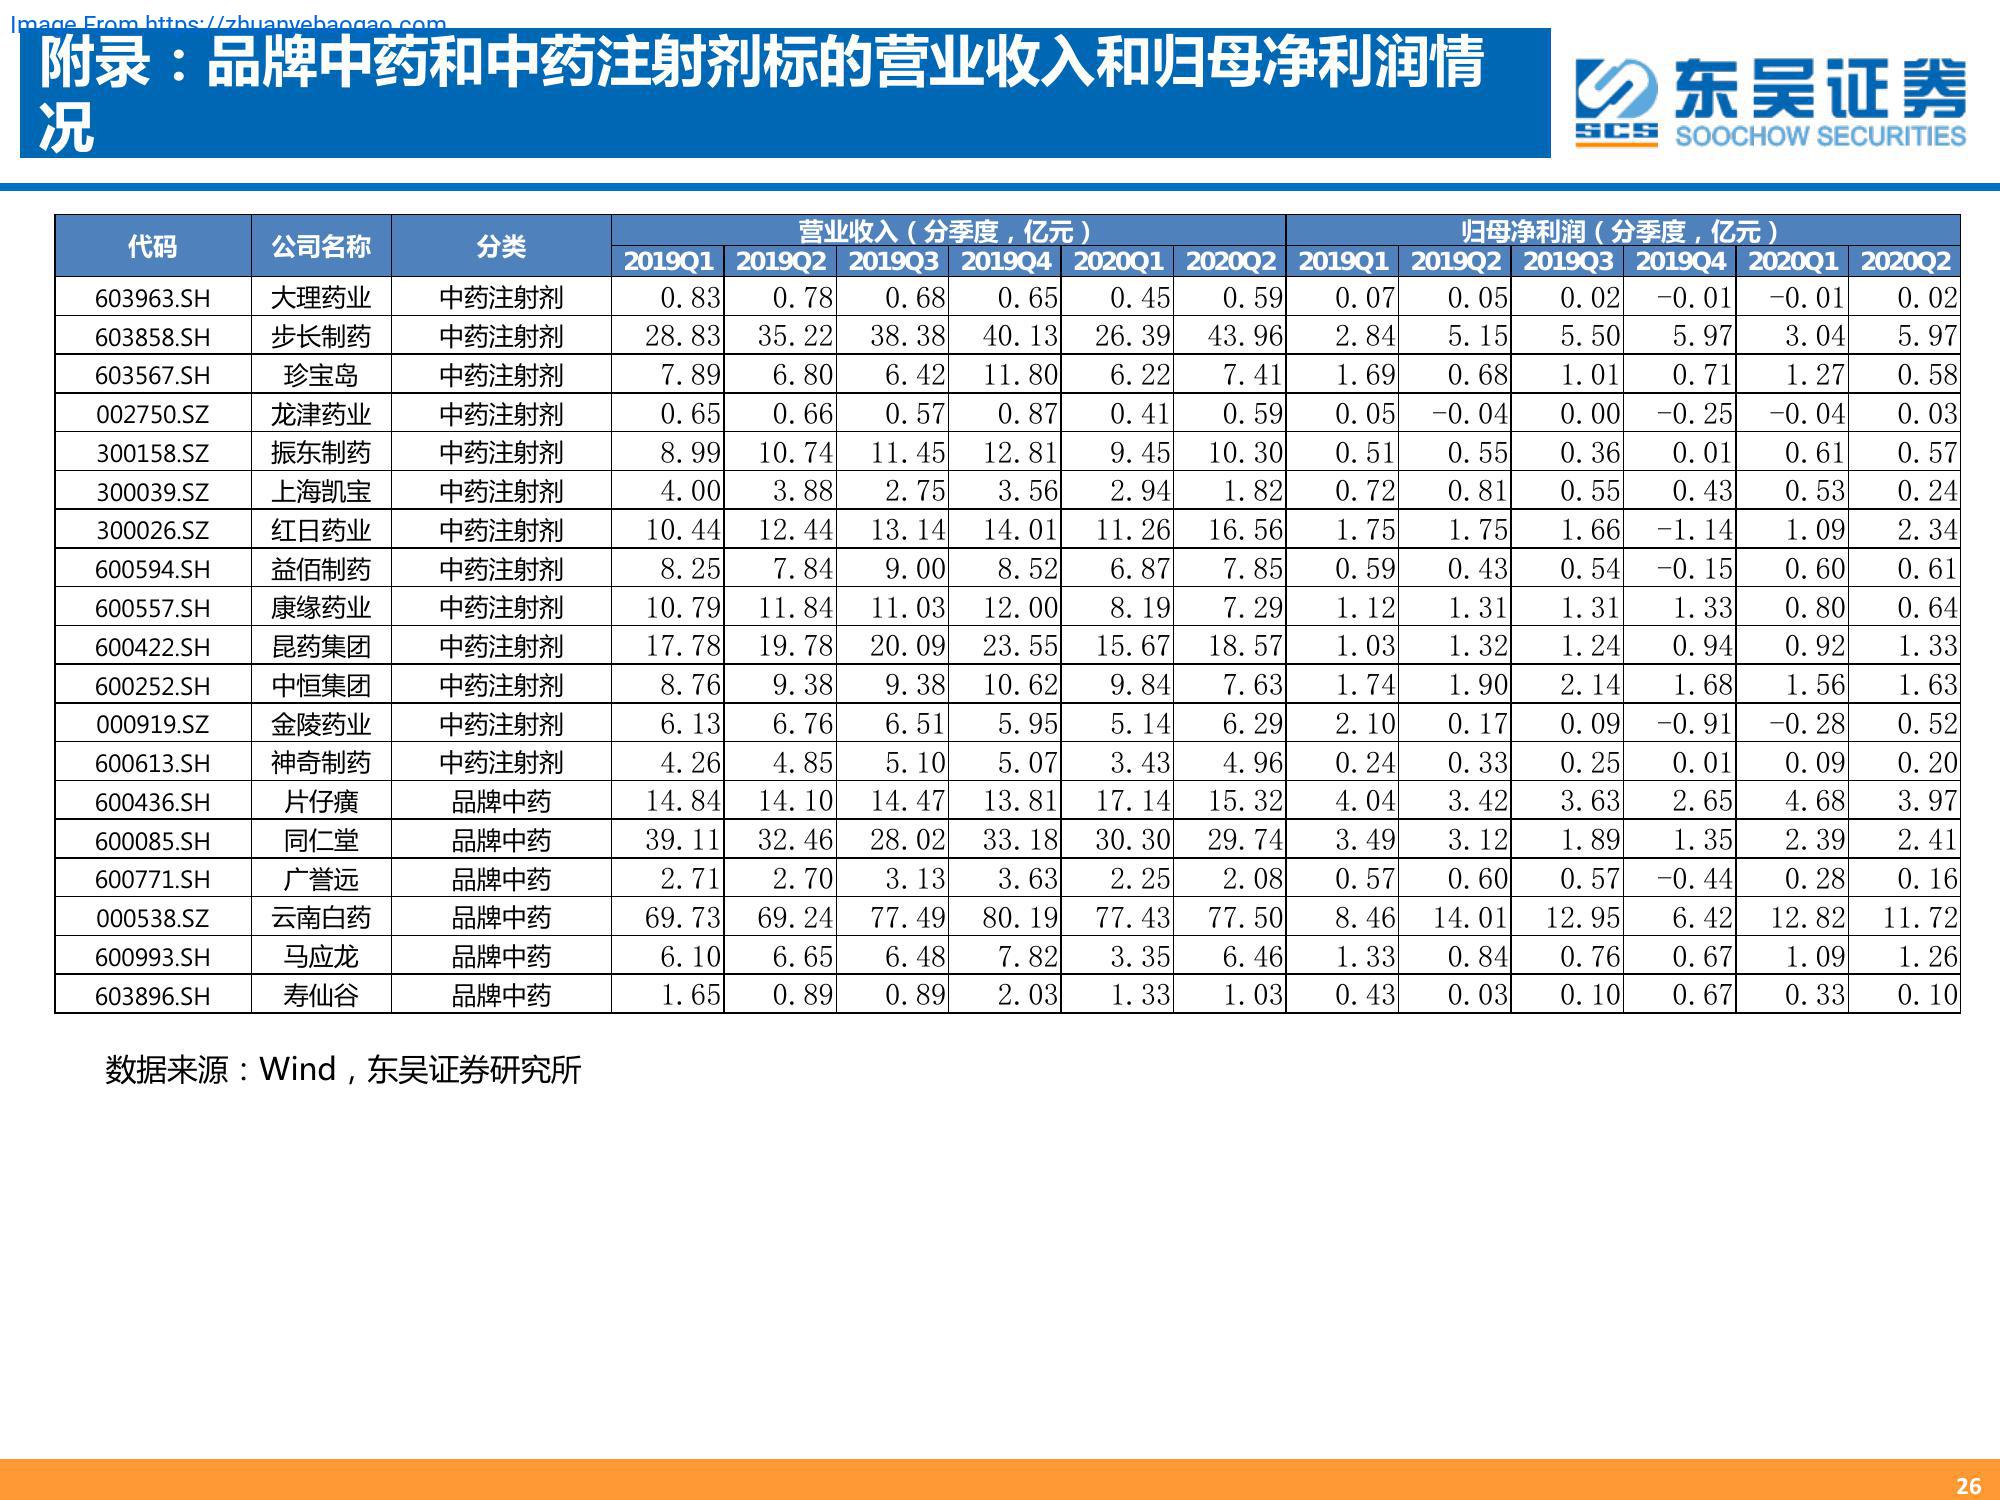 Image From https://zhuanyebaogao.com
附录：品牌中药和中药注射剂标的营业收入和归母净利润情
况
东吴证券
SCS
SOOCHOW SECURITIES
代码 公司名称 分类 营业收入（分季度，亿元） 归母净利润（分季度，亿元）
2019Q1 2019Q2 2019Q3 2019Q4 2020Q1 2020Q2 2019Q1 2019Q2 2019Q3 2019Q4 2020Q1 2020Q2
603963.SH 大理药业 中药注射剂 0.83 0.78 0.68 0.65 0.45 0.59 0.07 0.05 0.02 -0.01 -0.01 0.02
603858.SH 步长制药 中药注射剂 28.83 35.22 38.38 40.13 26.39 43.96 2.84 5.15 5.50 5.97 3.04 5.97
603567.SH 珍宝岛 中药注射剂 7.89 6.80 6.42 11.80 6.22 7.41 1.69 0.68 1.01 0.71 1.27 0.58
002750.SZ 龙津药业 中药注射剂 0.65 0.66 0.57 0.87 0.41 0.59 0.05 -0.04 0.00 -0.25 -0.04 0.03
300158.SZ 振东制药 中药注射剂 8.99 10.74 11.45 12.81 9.45 10.30 0.51 0.55 0.36 0.01 0.61 0.57
300039.SZ 上海凯宝 中药注射剂 4.00 3.88 2.75 3.56 2.94 1.82 0.72 0.81 0.55 0.43 0.53 0.24
300026.SZ 红日药业 中药注射剂 10.44 12.44 13.14 14.01 11.26 16.56 1.75 1.75 1.66 -1.14 1.09 2.34
600594.SH 益佰制药 中药注射剂 8.25 7.84 9.00 8.52 6.87 7.85 0.59 0.43 0.54 -0.15 0.60 0.61
600557.SH 康缘药业 中药注射剂 10.79 11.84 11.03 12.00 8.19 7.29 1.12 1.31 1.31 1.33 0.80 0.64
600422.SH 昆药集团 中药注射剂 17.78 19.78 20.09 23.55 15.67 18.57 1.03 1.32 1.24 0.94 0.92 1.33
600252.SH 中恒集团 中药注射剂 8.76 9.38 9.38 10.62 9.84 7.63 1.74 1.90 2.14 1.68 1.56 1.63
000919.SZ 金陵药业 中药注射剂 6.13 6.76 6.51 5.95 5.14 6.29 2.10 0.17 0.09 -0.91 -0.28 0.52
600613.SH 神奇制药 中药注射剂 4.26 4.85 5.10 5.07 3.43 4.96 0.24 0.33 0.25 0.01 0.09 0.20
600436.SH 片仔癀 品牌中药 14.84 14.10 14.47 13.81 17.14 15.32 4.04 3.42 3.63 2.65 4.68 3.97
600085.SH 同仁堂 品牌中药 39.11 32.46 28.02 33.18 30.30 29.74 3.49 3.12 1.89 1.35 2.39 2.41
600771.SH 广誉远 品牌中药 2.71 2.70 3.13 3.63 2.25 2.08 0.57 0.60 0.57 -0.44 0.28 0.16
000538.SZ 云南白药 品牌中药 69.73 69.24 77.49 80.19 77.43 77.50 8.46 14.01 12.95 6.42 12.82 11.72
600993.SH 马应龙 品牌中药 6.10 6.65 6.48 7.82 3.35 6.46 1.33 0.84 0.76 0.67 1.09 1.26
603896.SH 寿仙谷 品牌中药 1.65 0.89 0.89 2.03 1.33 1.03 0.43 0.03 0.10 0.67 0.33 0.10
数据来源：Wind，东吴证券研究所
26